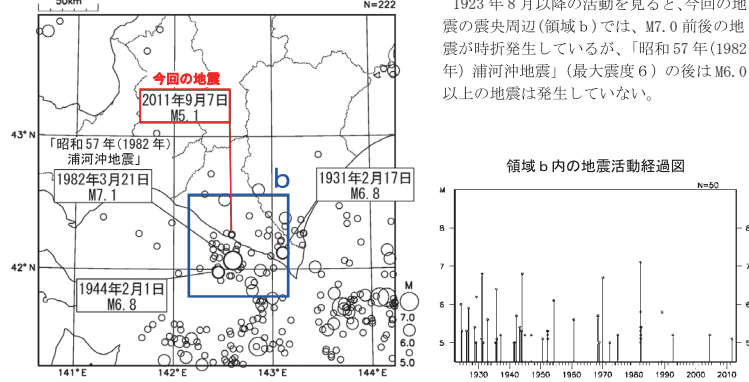 50km
N=222
今回の地震
2011年9月7日
M5.1
43°N
「昭和 57 年(1982 年)
浦河沖地震」
1982年3月21日
M7.1
b
1931年2月17日
M6.8
42°N
1944年2月1日
M6.8
M
7.0
6.0
5.0
141°E
142°E
143°E
144°E
1923 年８月以降の活動を見ると、今回の地
震の震央周辺（領域ｂ）では、M7.0 前後の地
震が時折発生しているが、「昭和 57 年（1982
年）浦河沖地震」（最大震度６）の後は M6.0
以上の地震は発生していない。
領域ｂ内の地震活動経過図
M
N=50
8
8
7
7
6
6
5
5
1930
1940
1950
1960
1970
1980
1990
2000
2010